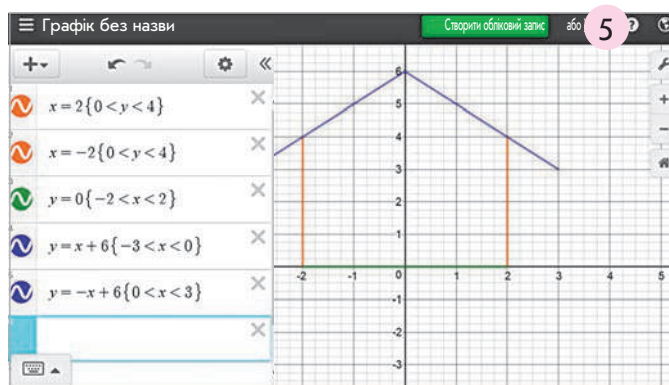 Графік без назви
Створити обліковий запис
або
5
x = 2{0 < y < 4}
x = −2{0 < y < 4}
y = 0{−2 < x < 2}
y = x + 6{−3 < x < 0}
y = −x + 6{0 < x < 3}
6
5
4
3
2
1
-2 -1 0 1 2 3 4 5
-1
-2
-3